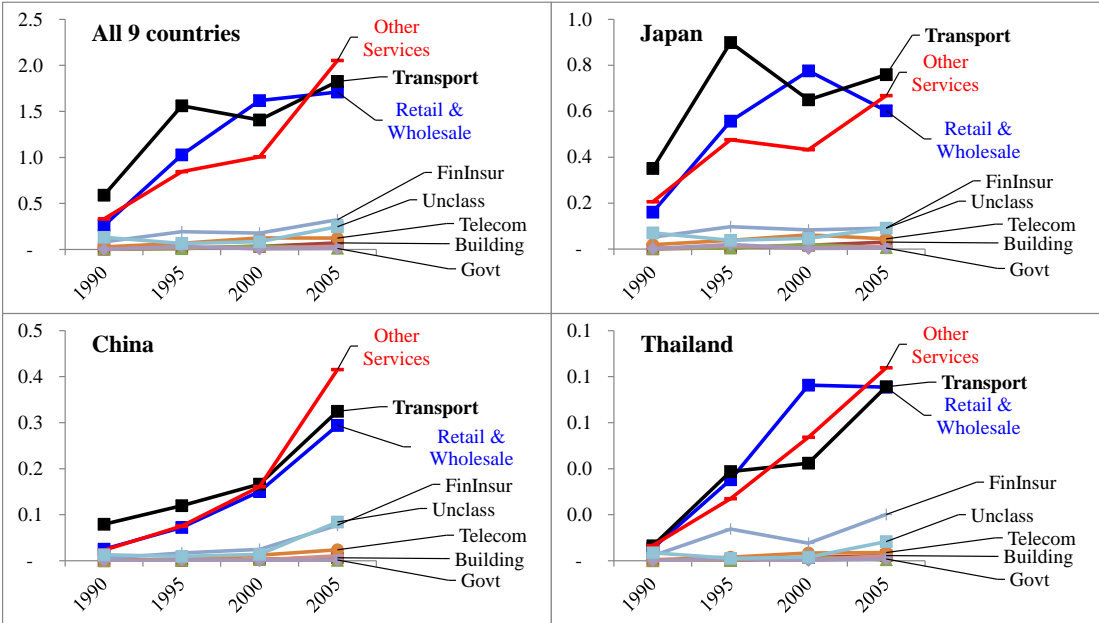 All 9 countries
2.5
2.0
1.5
1.0
0.5
-
1990
1995
2000
2005
Other
Services
Transport
Retail &
Wholesale
FinInsur
Unclass
Telecom
Building
Govt
Japan
1.0
0.8
0.6
0.4
0.2
-
1990
1995
2000
2005
Transport
Other
Services
Retail &
Wholesale
FinInsur
Unclass
Telecom
Building
Govt
China
0.5
0.4
0.3
0.2
0.1
-
1990
1995
2000
2005
Other
Services
Transport
Retail &
Wholesale
FinInsur
Unclass
Telecom
Building
Govt
Thailand
0.1
0.1
0.1
0.0
0.0
-
1990
1995
2000
2005
Other
Services
Transport
Retail &
Wholesale
FinInsur
Unclass
Telecom
Building
Govt